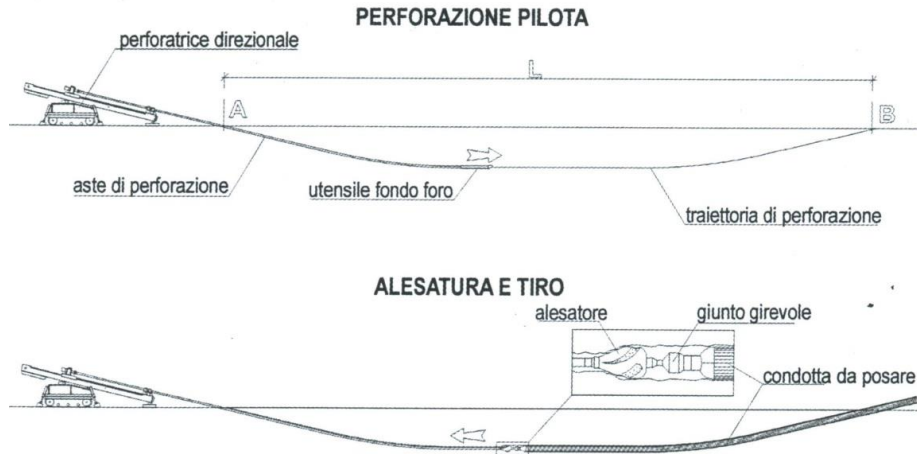 PERFORAZIONE PILOTA
perforatrice direzionale
L
A
B
aste di perforazione
utensile fondo foro
traiettoria di perforazione
ALESATURA E TIRO
alesatore
giunto girevole
condotta da posare